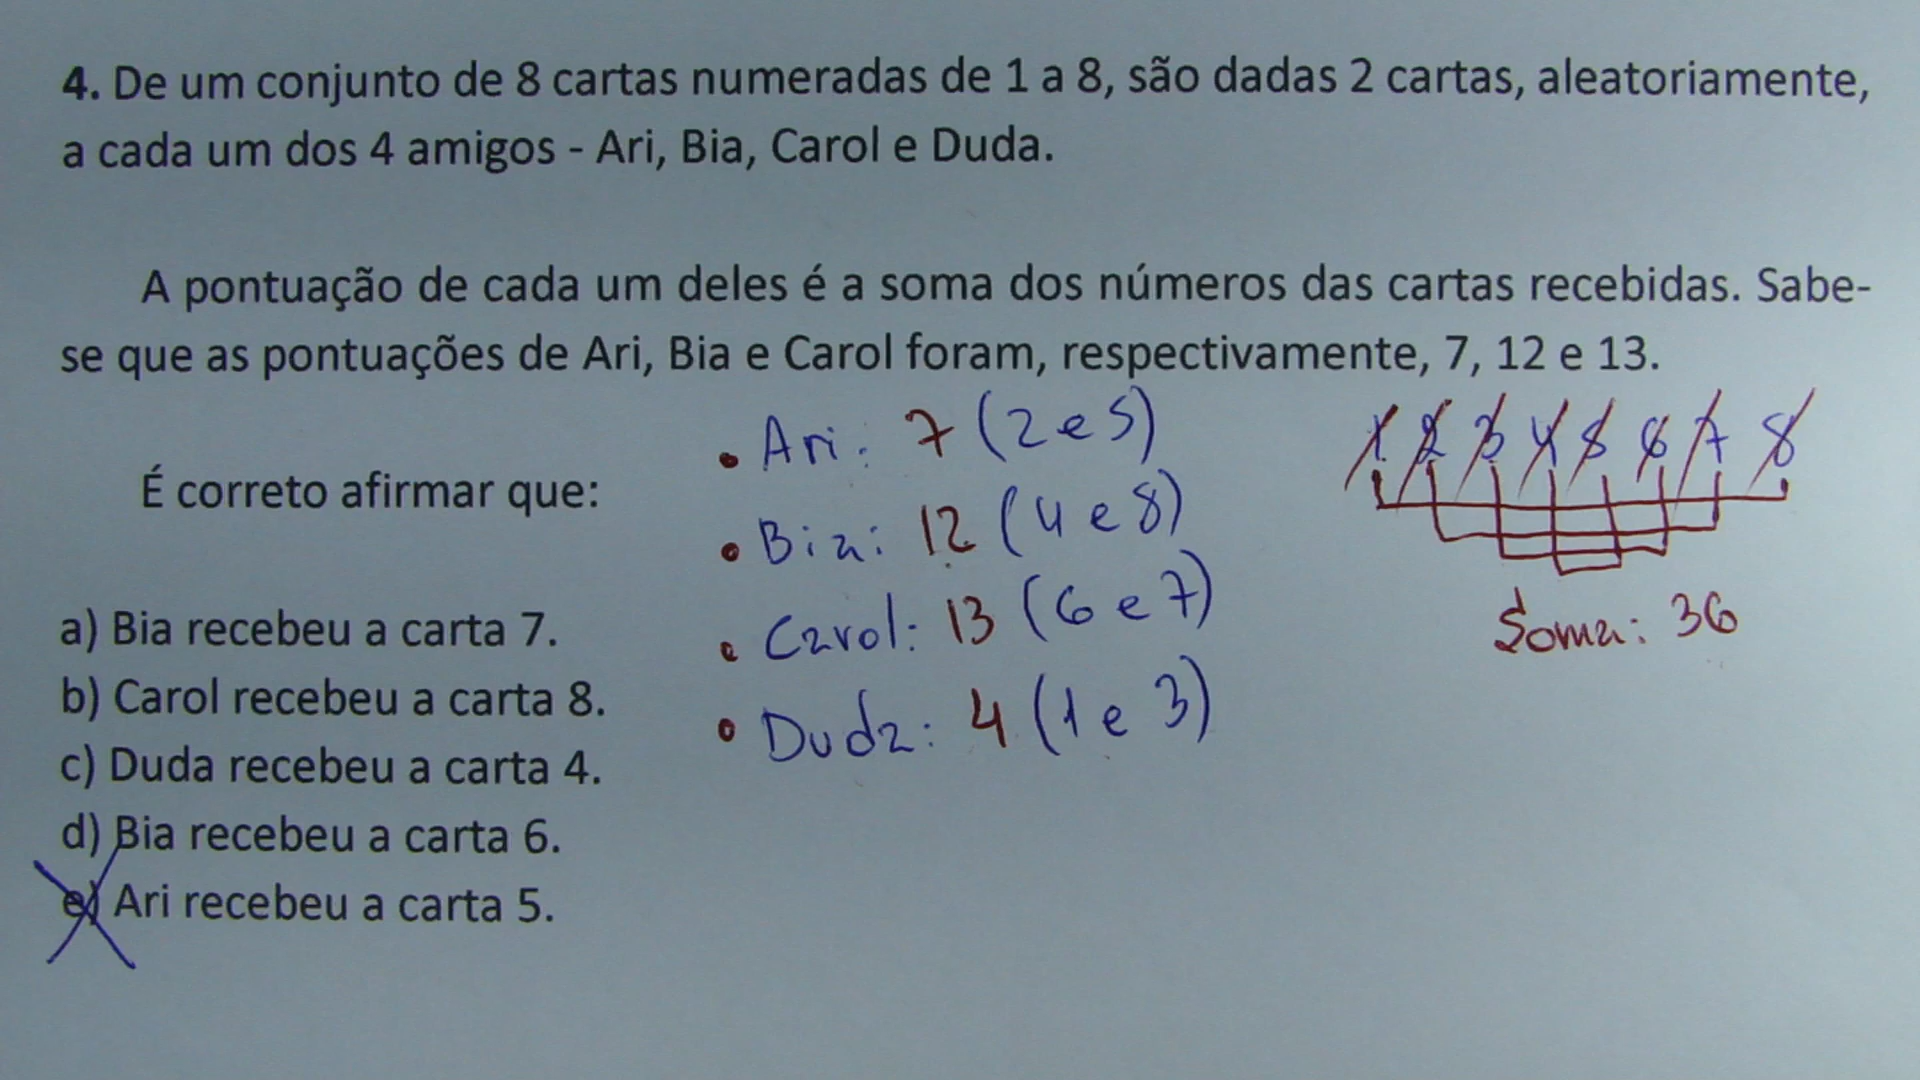 4. De um conjunto de 8 cartas numeradas de 1 a 8, são dadas 2 cartas, aleatoriamente,
a cada um dos 4 amigos - Ari, Bia, Carol e Duda.
A pontuação de cada um deles é a soma dos números das cartas recebidas. Sabe-
se que as pontuações de Ari, Bia e Carol foram, respectivamente, 7, 12 e 13.
É correto afirmar que:
a) Bia recebeu a carta 7.
b) Carol recebeu a carta 8.
c) Duda recebeu a carta 4.
d) Bia recebeu a carta 6.
e) Ari recebeu a carta 5.
• Ari: 7 (2 e 5)
• Bia: 12 (4 e 8)
• Carol: 13 (6 e 7)
• Duda: 4 (1 e 3)
1 2 3 4 5 6 7 8
Soma: 36